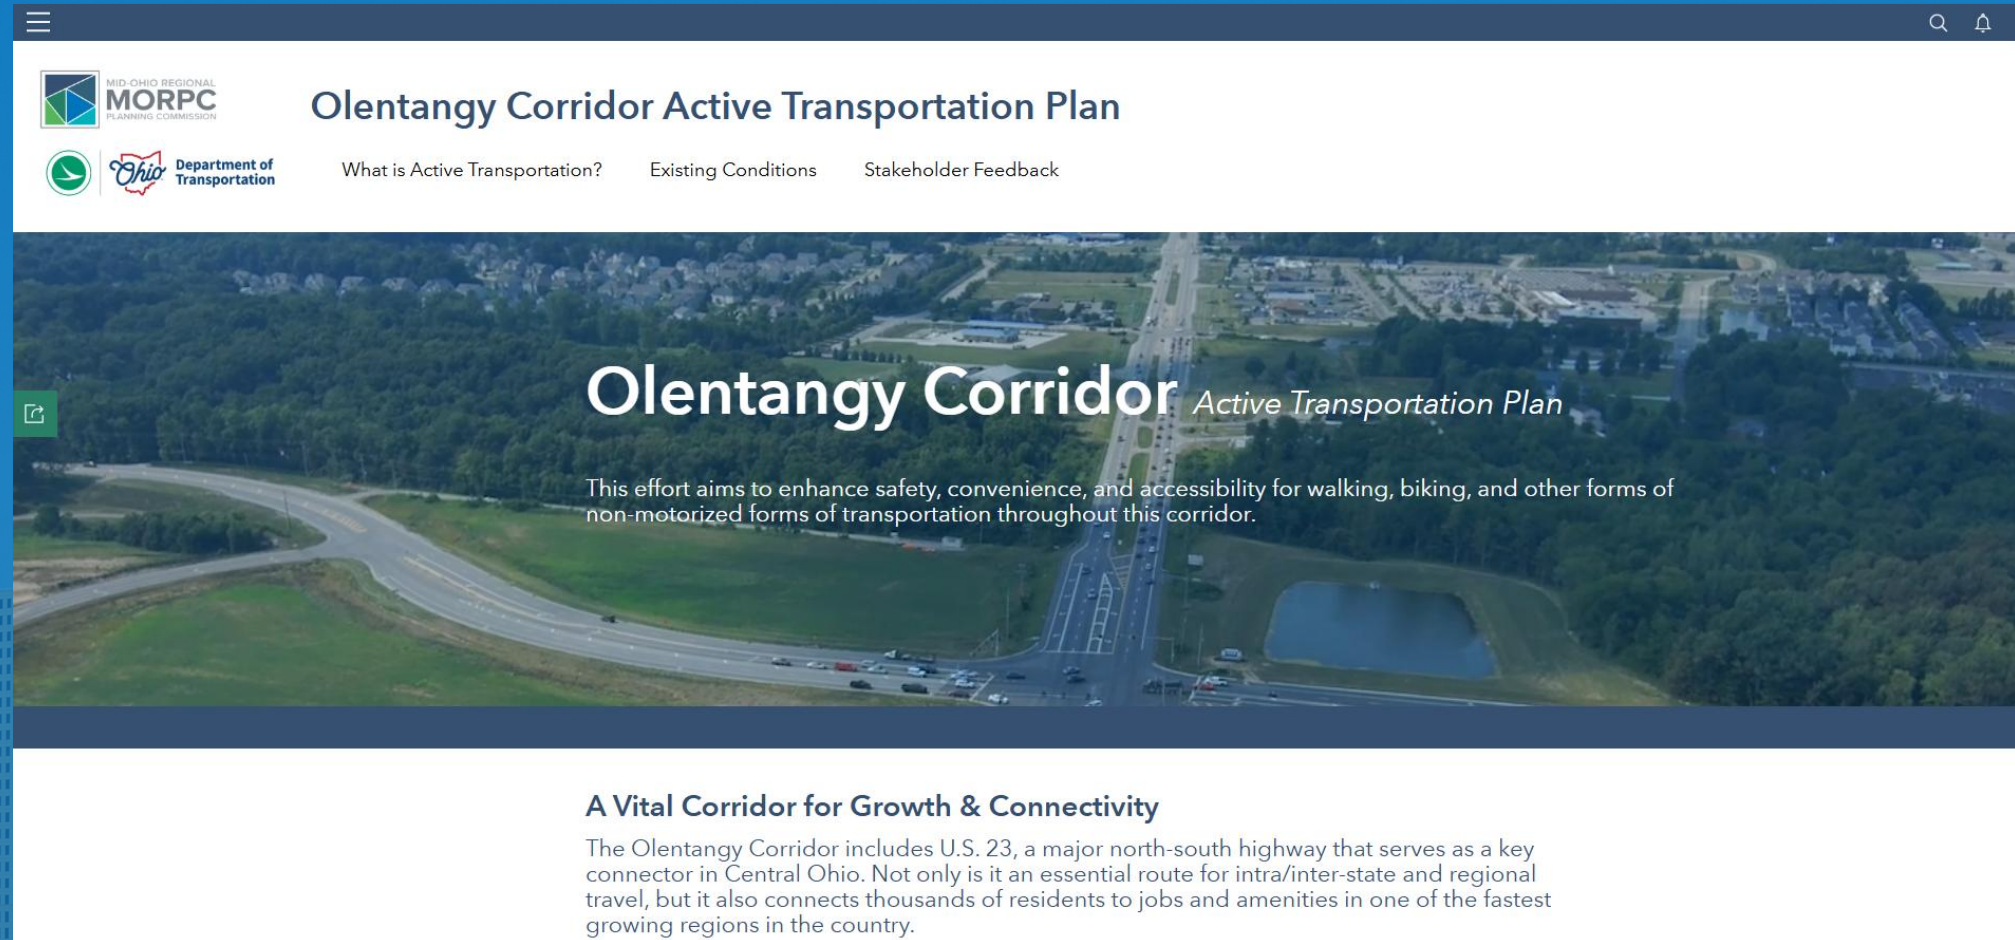 MID-OHIO REGIONAL
MORPC
PLANNING COMMISSION
Olentangy Corridor Active Transportation Plan
Ohio
Department of
Transportation
What is Active Transportation? Existing Conditions Stakeholder Feedback
Olentangy Corridor Active Transportation Plan
This effort aims to enhance safety, convenience, and accessibility for walking, biking, and other forms of
non-motorized forms of transportation throughout this corridor.
A Vital Corridor for Growth & Connectivity
The Olentangy Corridor includes U.S. 23, a major north-south highway that serves as a key
connector in Central Ohio. Not only is it an essential route for intra/inter-state and regional
travel, but it also connects thousands of residents to jobs and amenities in one of the fastest
growing regions in the country.